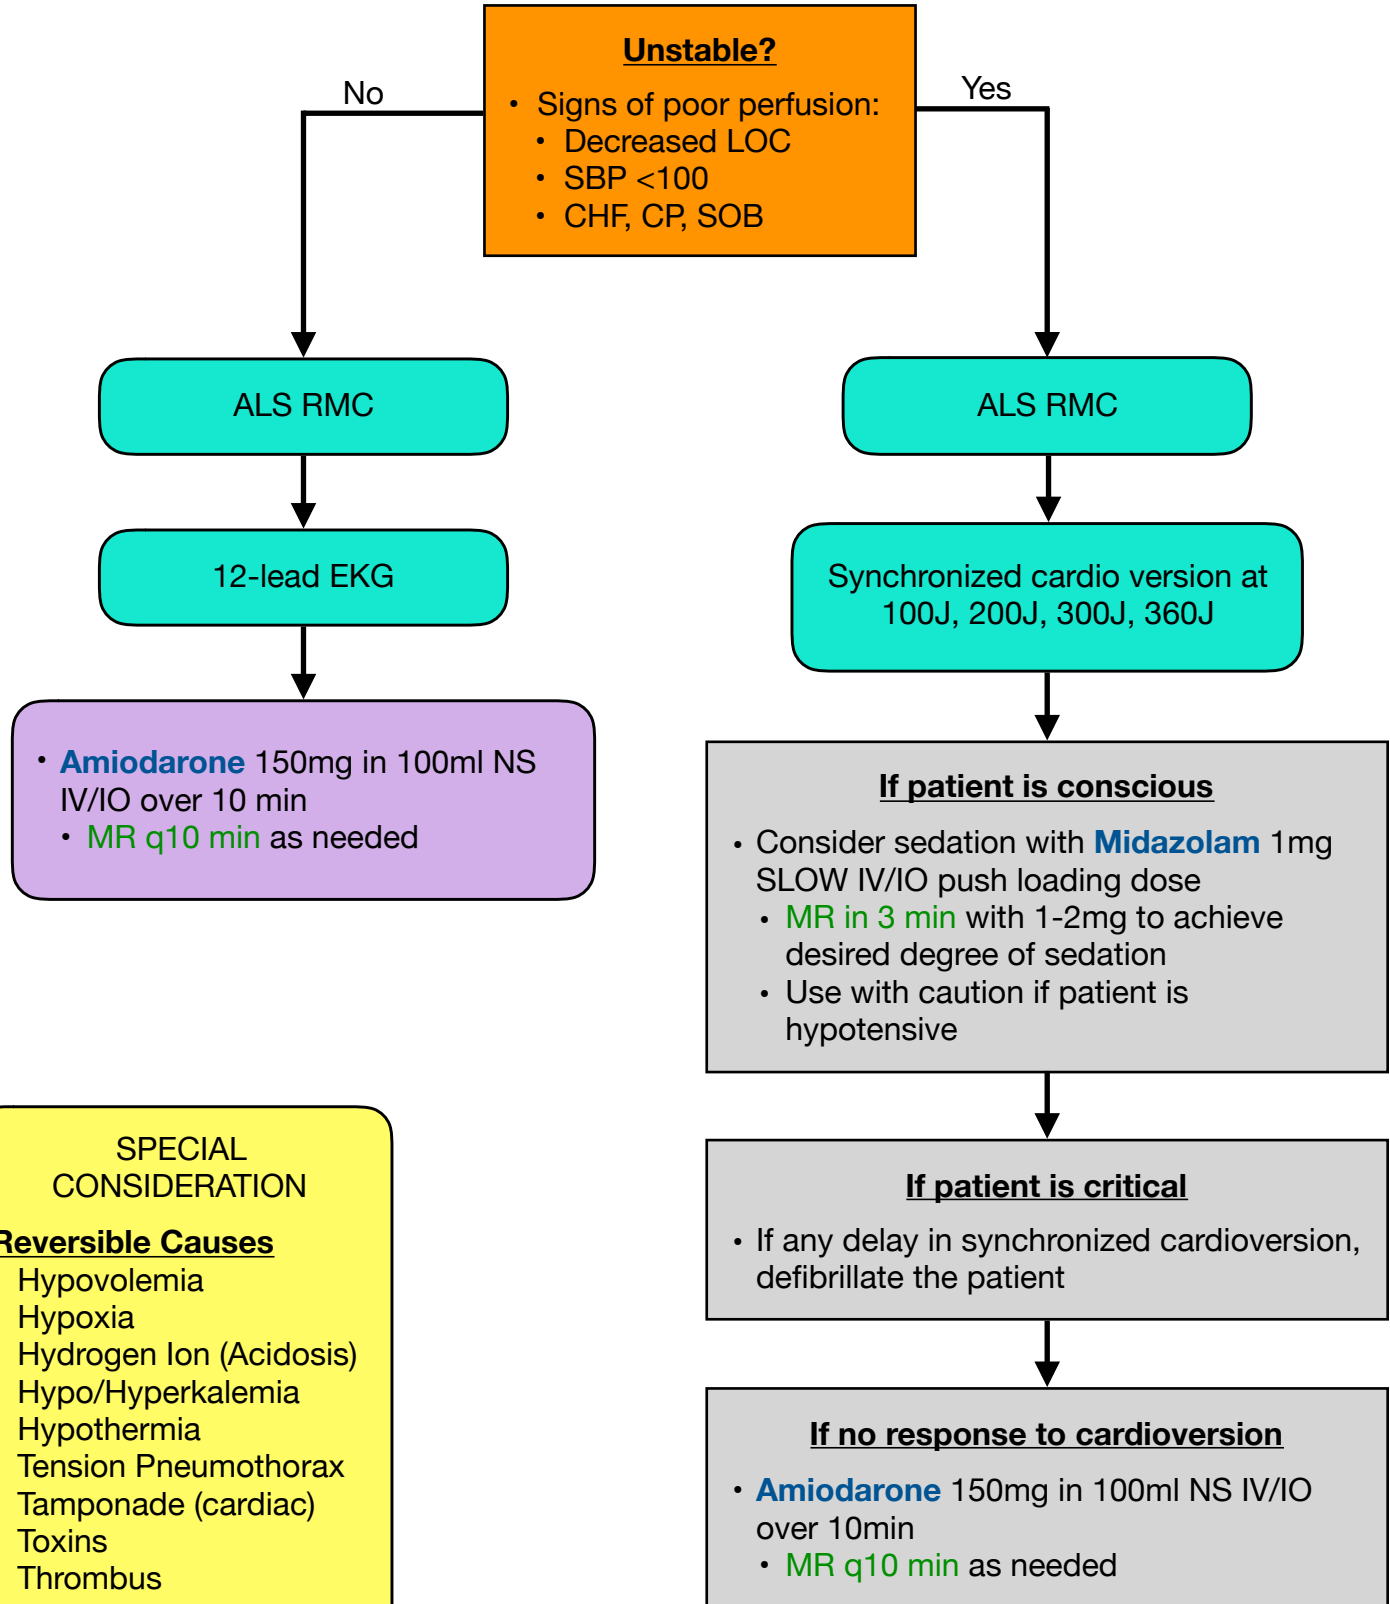 Unstable?
• Signs of poor perfusion:
• Decreased LOC
• SBP <100
• CHF, CP, SOB
No
Yes
ALS RMC
12-lead EKG
• Amiodarone 150mg in 100ml NS
IV/IO over 10 min
• MR q10 min as needed
ALS RMC
Synchronized cardio version at
100J, 200J, 300J, 360J
If patient is conscious
• Consider sedation with Midazolam 1mg
SLOW IV/IO push loading dose
• MR in 3 min with 1-2mg to achieve
desired degree of sedation
• Use with caution if patient is
hypotensive
If patient is critical
• If any delay in synchronized cardioversion,
defibrillate the patient
If no response to cardioversion
• Amiodarone 150mg in 100ml NS IV/IO
over 10min
• MR q10 min as needed
SPECIAL
CONSIDERATION
Reversible Causes
Hypovolemia
Hypoxia
Hydrogen Ion (Acidosis)
Hypo/Hyperkalemia
Hypothermia
Tension Pneumothorax
Tamponade (cardiac)
Toxins
Thrombus